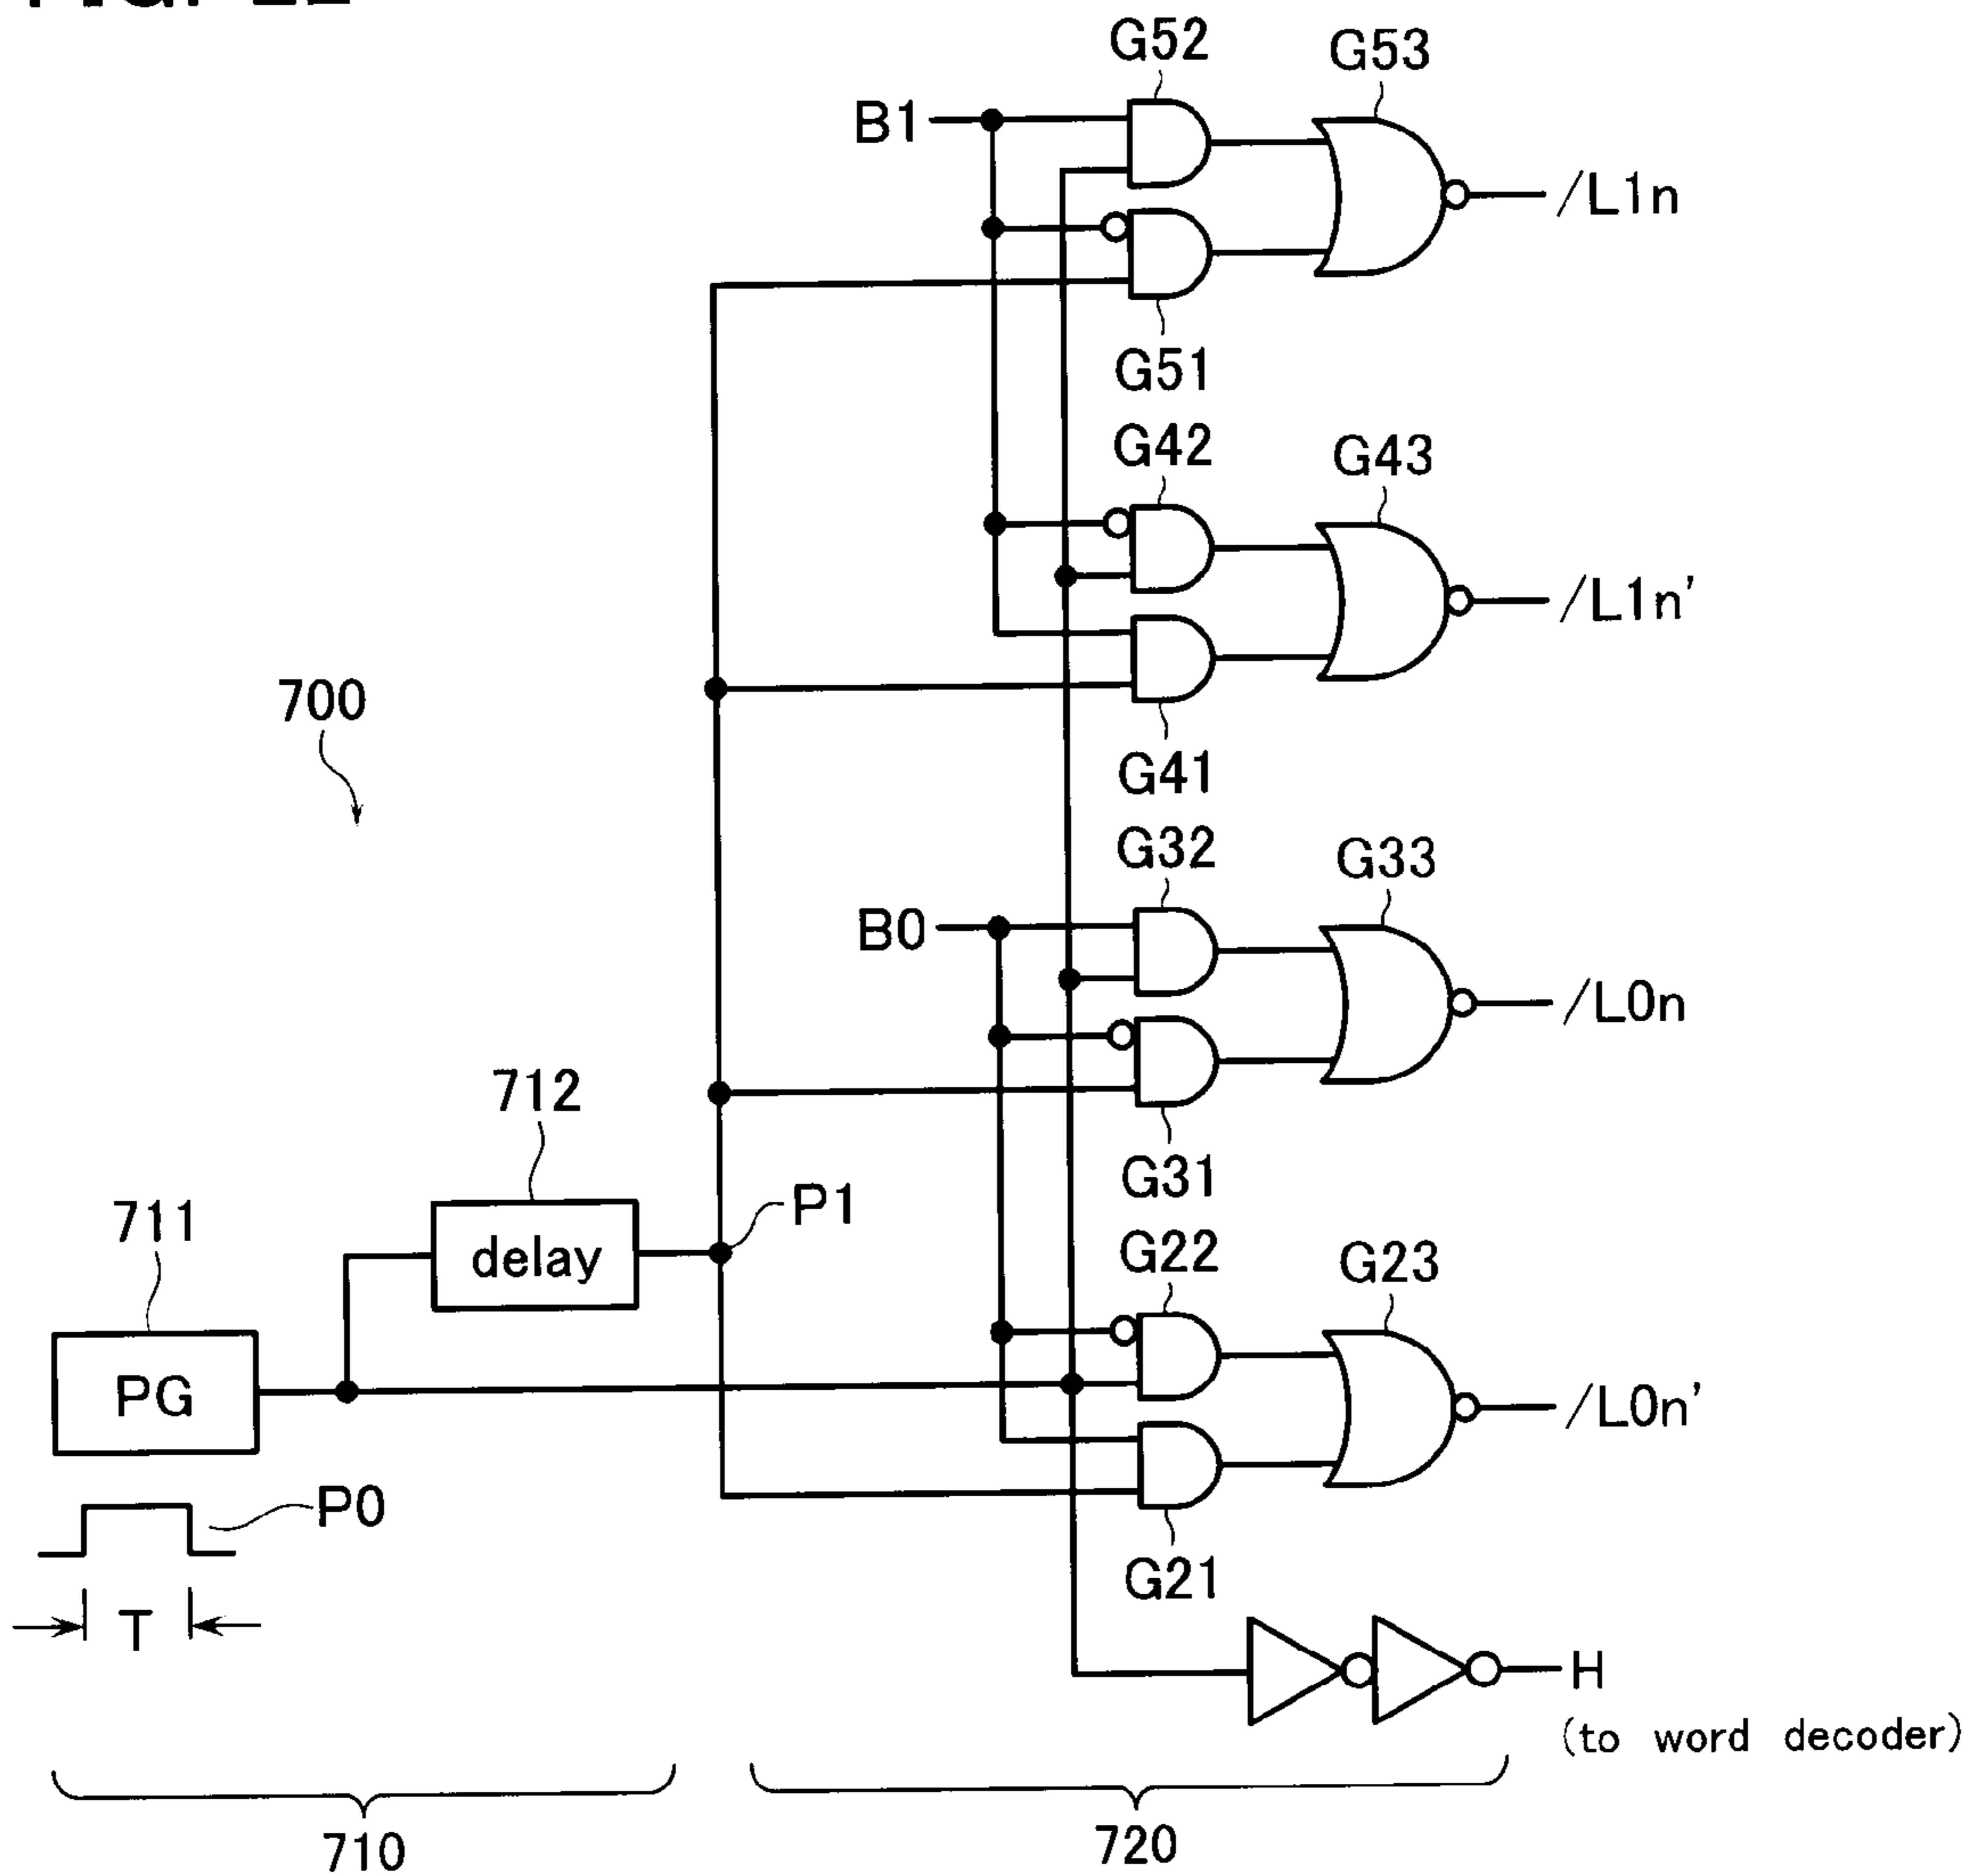 G52
G53
B1
/L1n
G51
G42
G43
/L1n'
700
G41
G32
G33
B0
/L0n
712
G31
P1
711
delay
G22
G23
PG
/L0n'
P0
G21
T
H
(to word decoder)
710
720